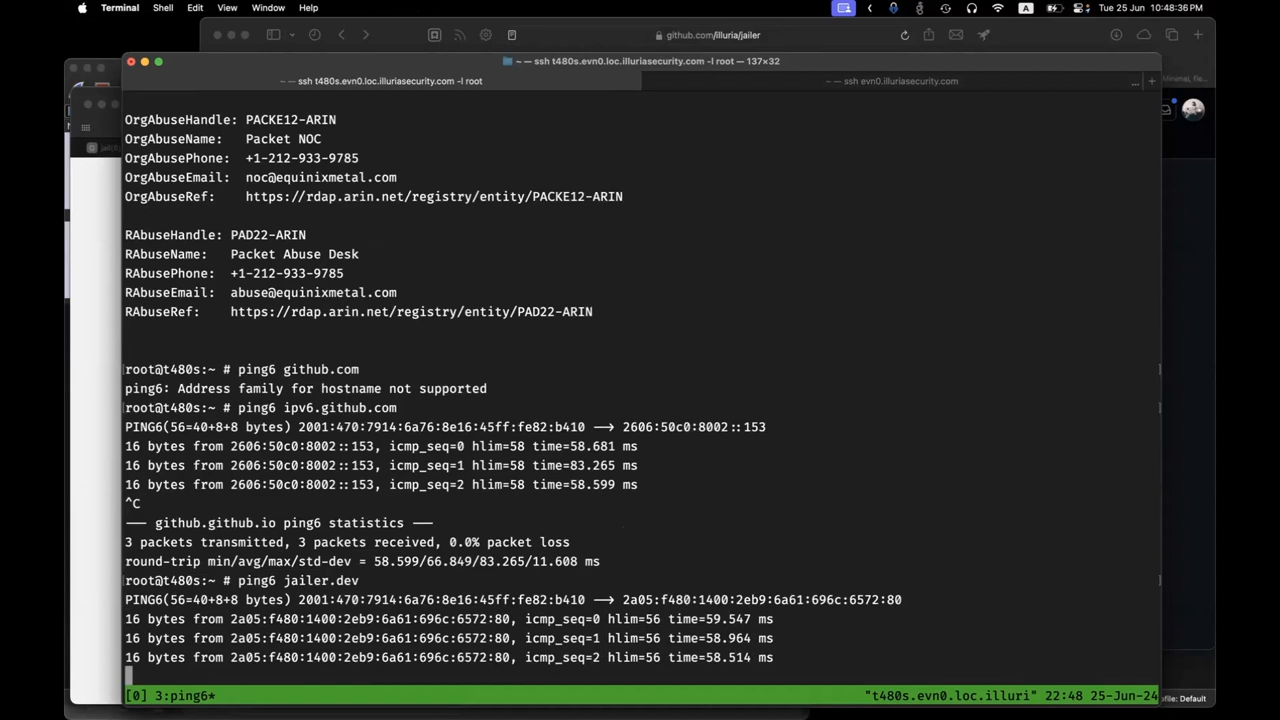 Terminal Shell Edit View Window Help
A Tue 25 Jun 10:48:36 PM
github.com/illuria/jailer
~ — ssh t480s.evn0.loc.illuriasecurity.com -l root — 137×32
~ — ssh t480s.evn0.loc.illuriasecurity.com -l root
~ — ssh evn0.illuriasecurity.com
... +
OrgAbuseHandle: PACKE12-ARIN
OrgAbuseName: Packet NOC
OrgAbusePhone: +1-212-933-9785
OrgAbuseEmail: noc@equinixmetal.com
OrgAbuseRef: https://rdap.arin.net/registry/entity/PACKE12-ARIN
RAbuseHandle: PAD22-ARIN
RAbuseName: Packet Abuse Desk
RAbusePhone: +1-212-933-9785
RAbuseEmail: abuse@equinixmetal.com
RAbuseRef: https://rdap.arin.net/registry/entity/PAD22-ARIN
root@t480s:~ # ping6 github.com
ping6: Address family for hostname not supported
root@t480s:~ # ping6 ipv6.github.com
PING6(56=40+8+8 bytes) 2001:470:7914:6a76:8e16:45ff:fe82:b410 --> 2606:50c0:8002::153
16 bytes from 2606:50c0:8002::153, icmp_seq=0 hlim=58 time=58.681 ms
16 bytes from 2606:50c0:8002::153, icmp_seq=1 hlim=58 time=83.265 ms
16 bytes from 2606:50c0:8002::153, icmp_seq=2 hlim=58 time=58.599 ms
^C
--- github.github.io ping6 statistics ---
3 packets transmitted, 3 packets received, 0.0% packet loss
round-trip min/avg/max/std-dev = 58.599/66.849/83.265/11.608 ms
root@t480s:~ # ping6 jailer.dev
PING6(56=40+8+8 bytes) 2001:470:7914:6a76:8e16:45ff:fe82:b410 --> 2a05:f480:1400:2eb9:6a61:696c:6572:80
16 bytes from 2a05:f480:1400:2eb9:6a61:696c:6572:80, icmp_seq=0 hlim=56 time=59.547 ms
16 bytes from 2a05:f480:1400:2eb9:6a61:696c:6572:80, icmp_seq=1 hlim=56 time=58.964 ms
16 bytes from 2a05:f480:1400:2eb9:6a61:696c:6572:80, icmp_seq=2 hlim=56 time=58.514 ms
[0] 3:ping6* "t480s.evn0.loc.illuri" 22:48 25-Jun-24
ofile: Default